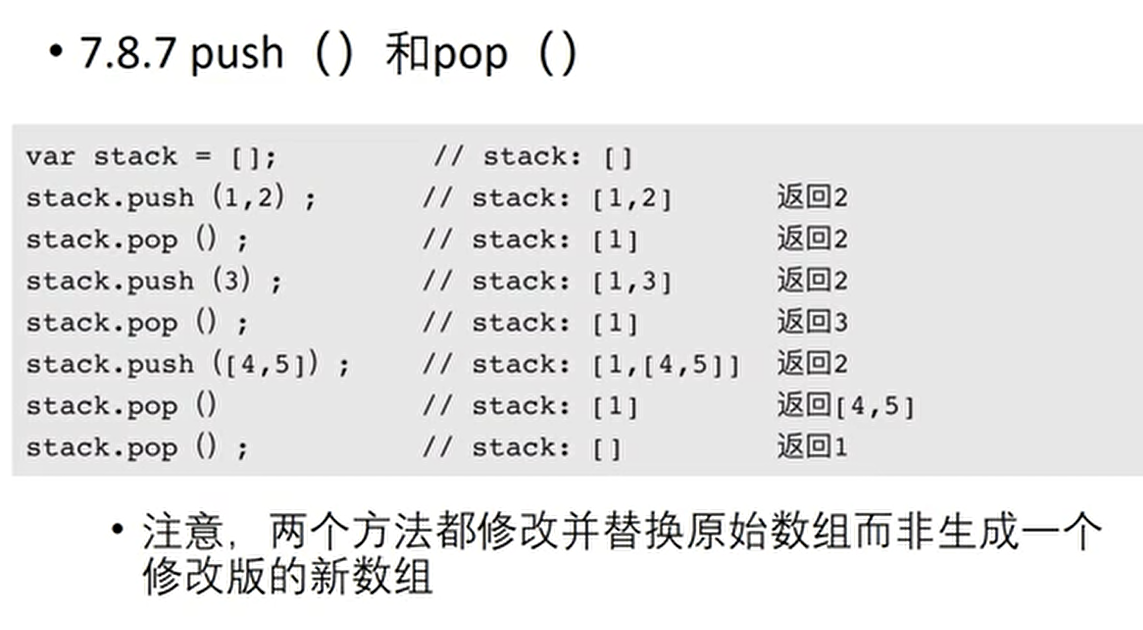 • 7.8.7 push（）和pop（）
var stack = []; // stack: []
stack.push（1,2）; // stack: [1,2] 返回2
stack.pop（）; // stack: [1] 返回2
stack.push（3）; // stack: [1,3] 返回2
stack.pop（）; // stack: [1] 返回3
stack.push（[4,5]）; // stack: [1,[4,5]] 返回2
stack.pop（） // stack: [1] 返回[4,5]
stack.pop（）; // stack: [] 返回1
• 注意，两个方法都修改并替换原始数组而非生成一个
修改版的新数组